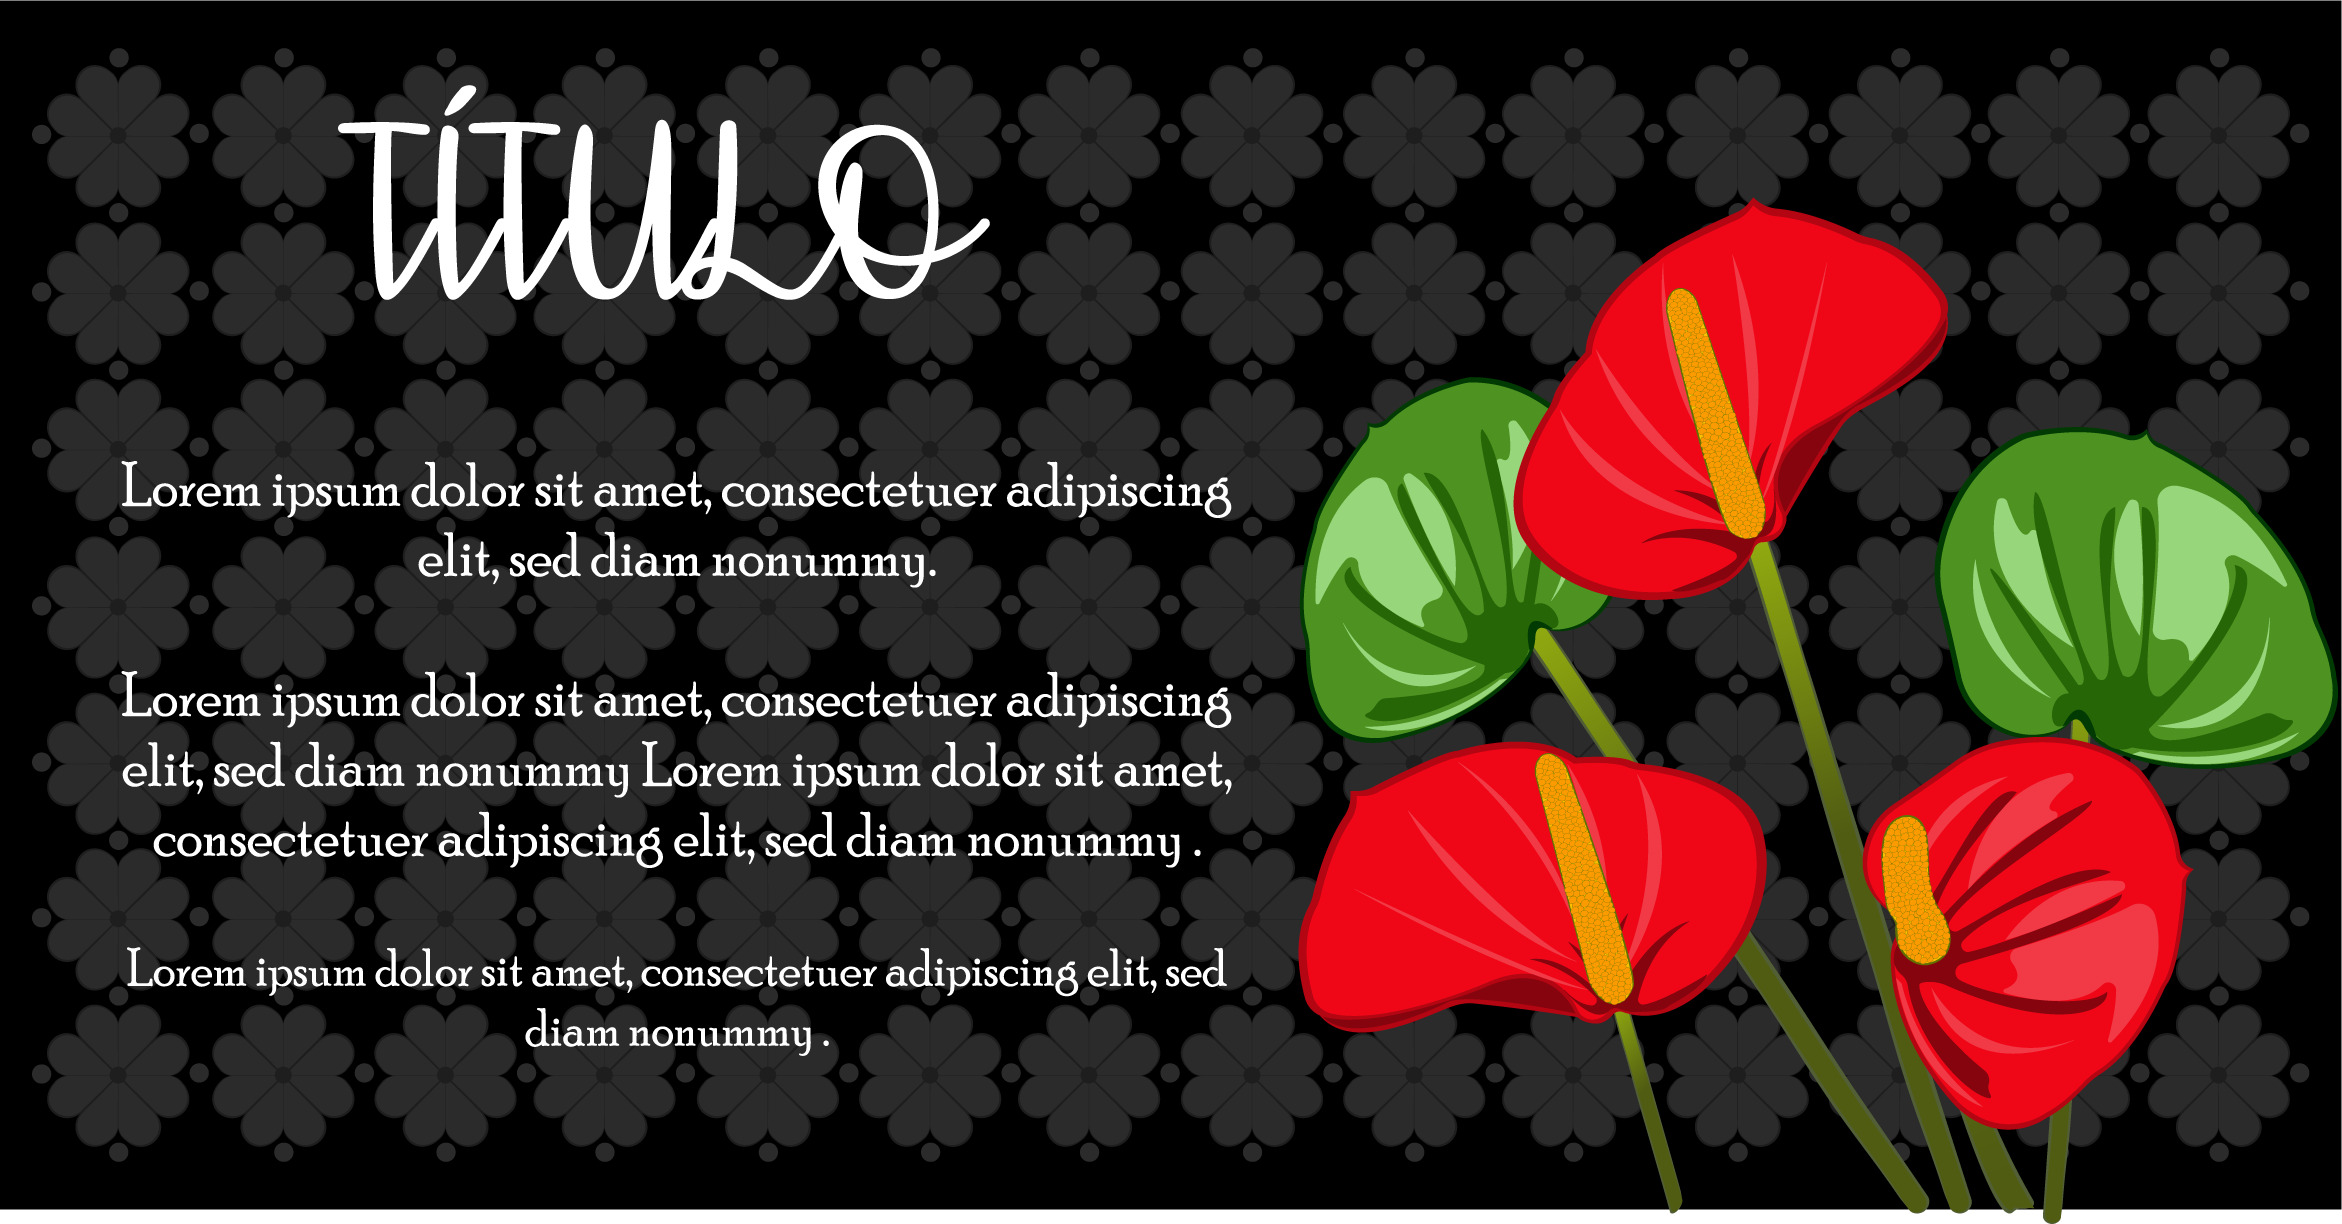 TÍTULO
Lorem ipsum dolor sit amet, consectetuer adipiscing
elit, sed diam nonummy.
Lorem ipsum dolor sit amet, consectetuer adipiscing
elit, sed diam nonummy Lorem ipsum dolor sit amet,
consectetuer adipiscing elit, sed diam nonummy .
Lorem ipsum dolor sit amet, consectetuer adipiscing elit, sed
diam nonummy .